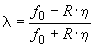 λ = (f₀ − R · η) / (f₀ + R · η)